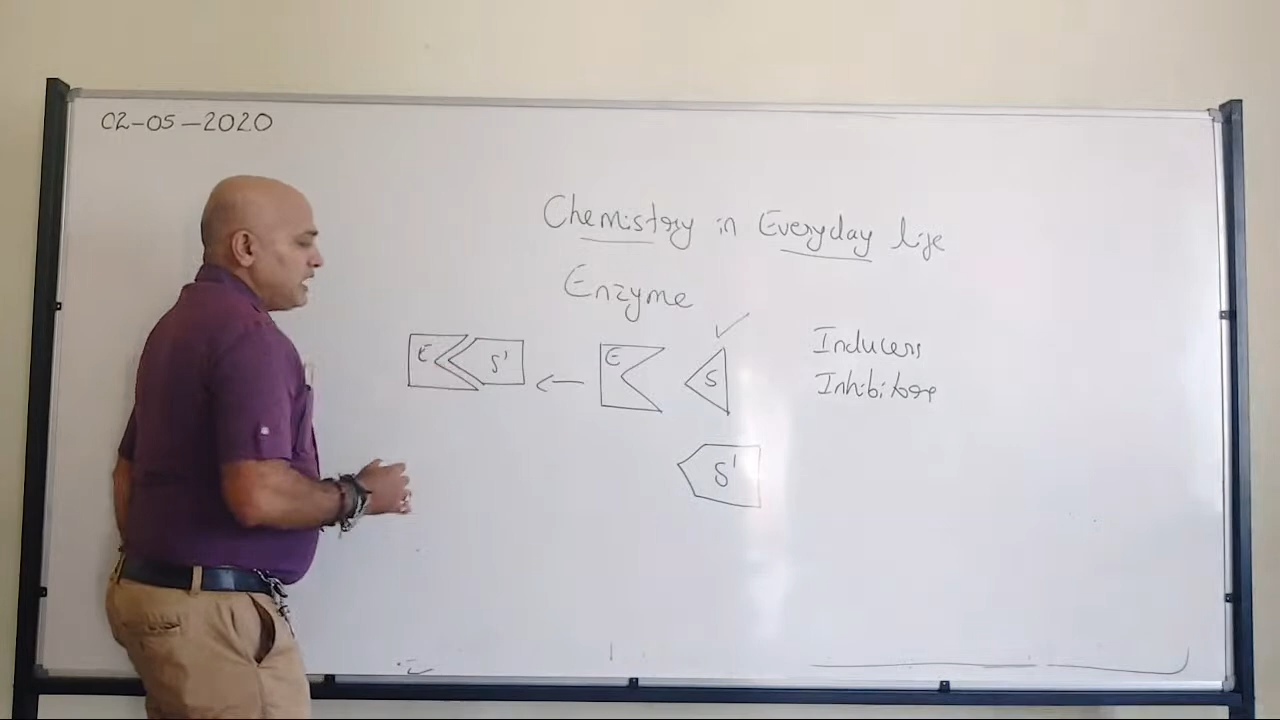 02-05-2020
Chemistry in Everyday life
Enzyme
E S' ← E S ✓
S'
Inducers
Inhibitors